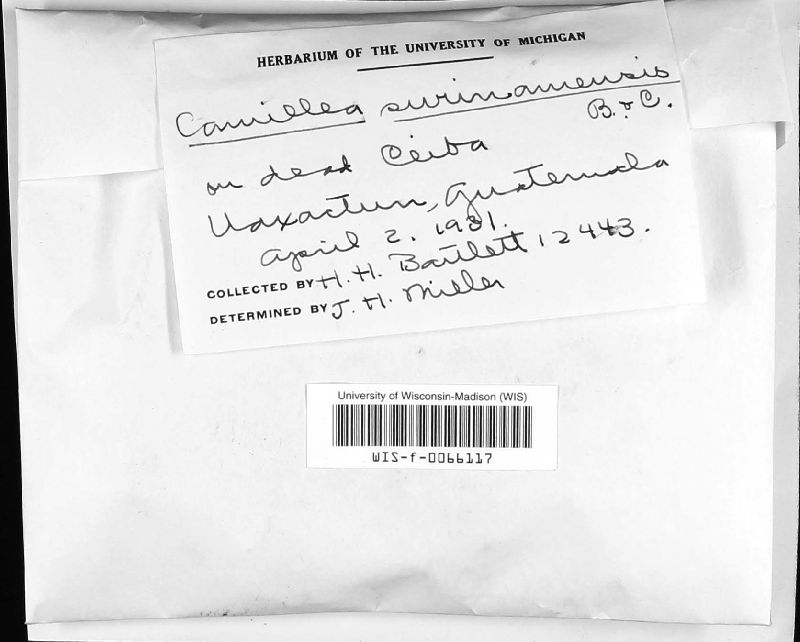 HERBARIUM OF THE UNIVERSITY OF MICHIGAN
Camillea surinamensis
B. & C.
on dead Ceiba
Uaxactun, Guatemala
April 2, 1931.
COLLECTED BY H. H. Bartlett 12443.
DETERMINED BY J. H. Miller
University of Wisconsin-Madison (WIS)
WIS-f-0066117